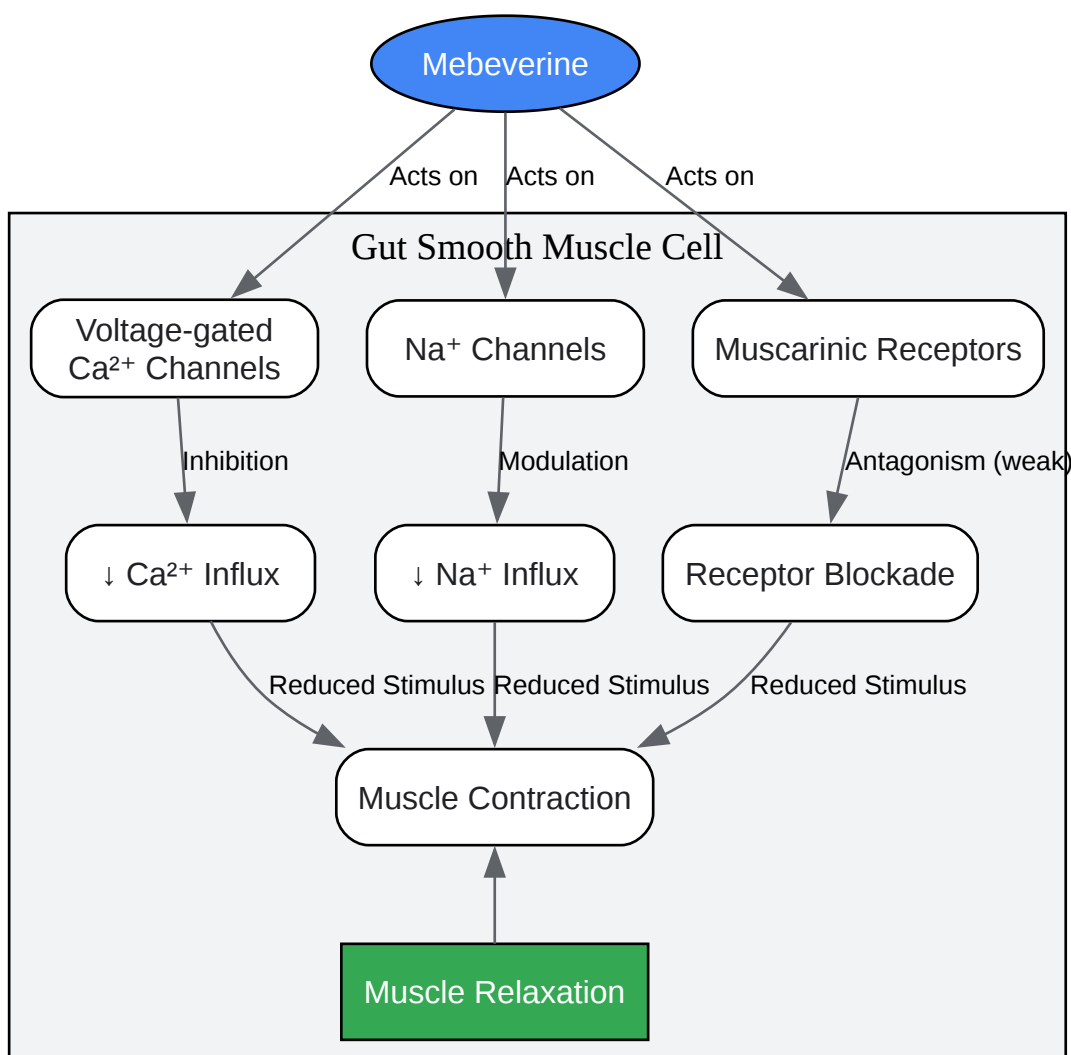 Mebeverine
Acts on
Acts on
Acts on
Gut Smooth Muscle Cell
Voltage-gated
Ca²⁺ Channels
Na⁺ Channels
Muscarinic Receptors
Inhibition
Modulation
Antagonism (weak)
↓ Ca²⁺ Influx
↓ Na⁺ Influx
Receptor Blockade
Reduced Stimulus
Reduced Stimulus
Reduced Stimulus
Muscle Contraction
Muscle Relaxation